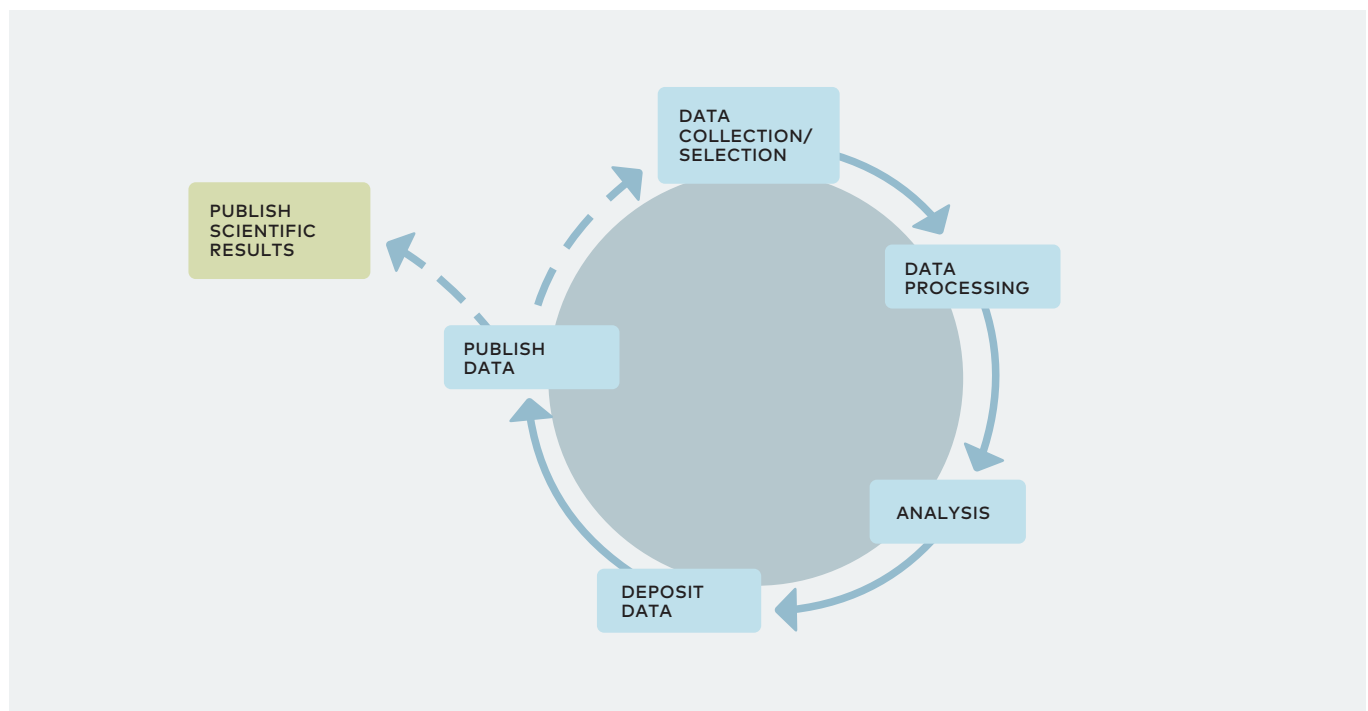 DATA
COLLECTION/
SELECTION
PUBLISH
SCIENTIFIC
RESULTS
DATA
PROCESSING
PUBLISH
DATA
ANALYSIS
DEPOSIT
DATA